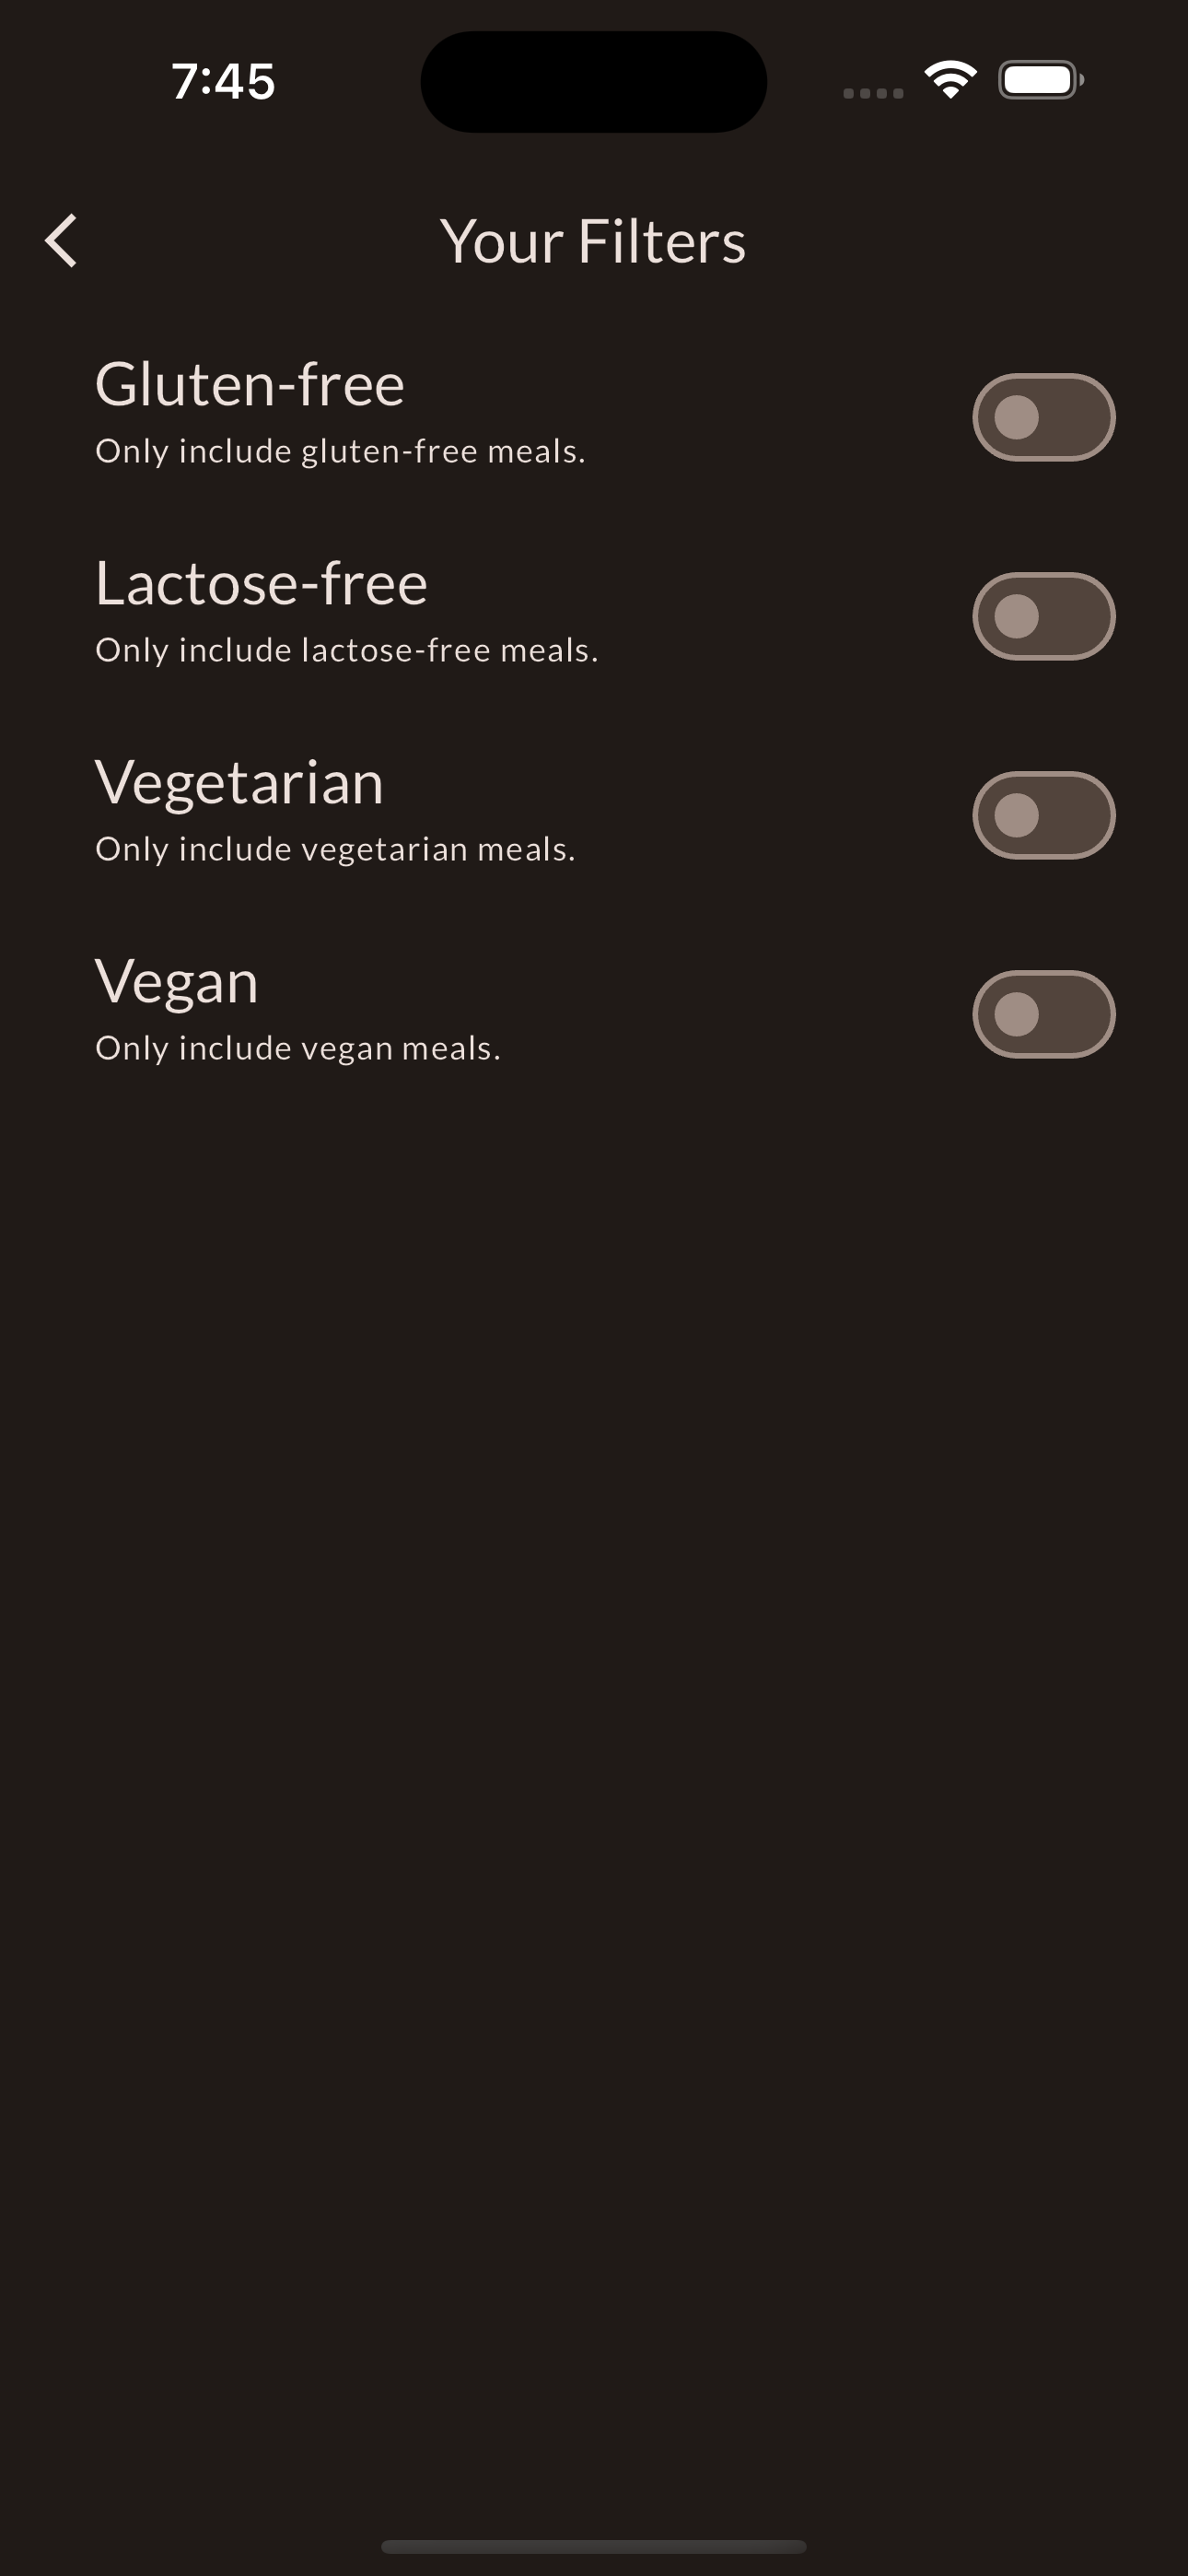 7:45
Your Filters
Gluten-free
Only include gluten-free meals.
Lactose-free
Only include lactose-free meals.
Vegetarian
Only include vegetarian meals.
Vegan
Only include vegan meals.